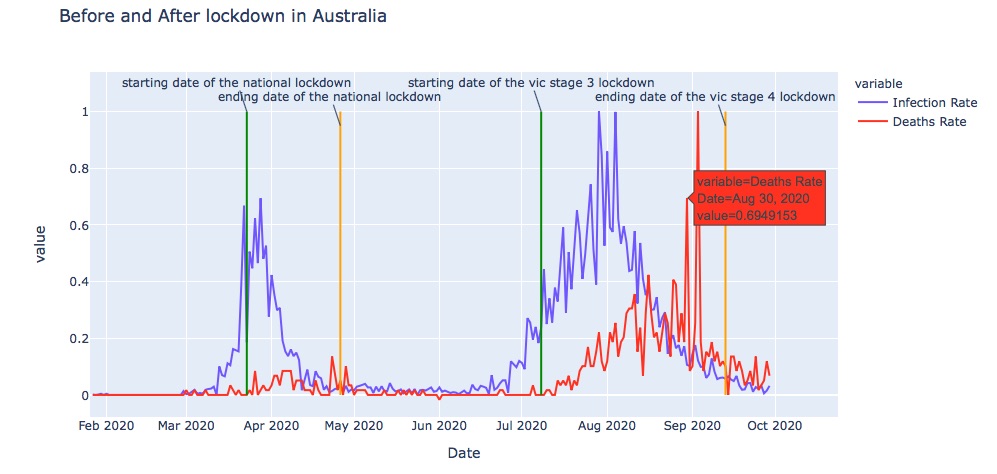 Before and After lockdown in Australia
starting date of the national lockdown
starting date of the vic stage 3 lockdown
ending date of the national lockdown
ending date of the vic stage 4 lockdown
variable
Infection Rate
Deaths Rate
1
0.8
0.6
0.4
0.2
0
value
variable=Deaths Rate
Date=Aug 30, 2020
value=0.6949153
Feb 2020
Mar 2020
Apr 2020
May 2020
Jun 2020
Jul 2020
Aug 2020
Sep 2020
Oct 2020
Date